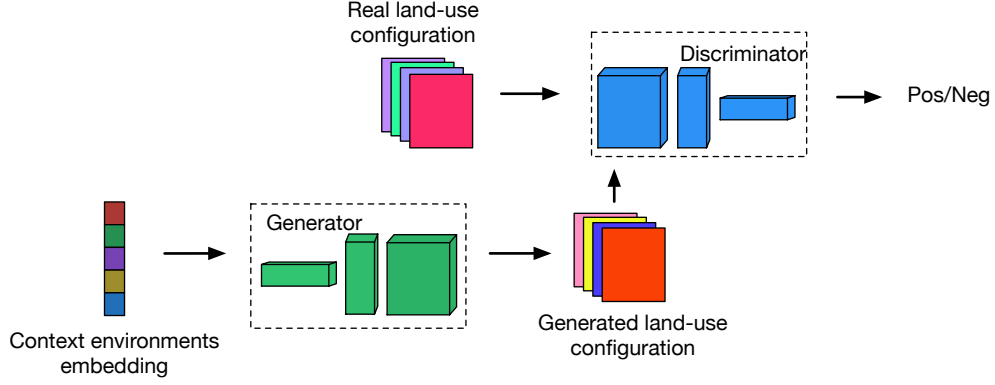 Real land-use
configuration
Discriminator
Pos/Neg
Generator
Context environments
embedding
Generated land-use
configuration